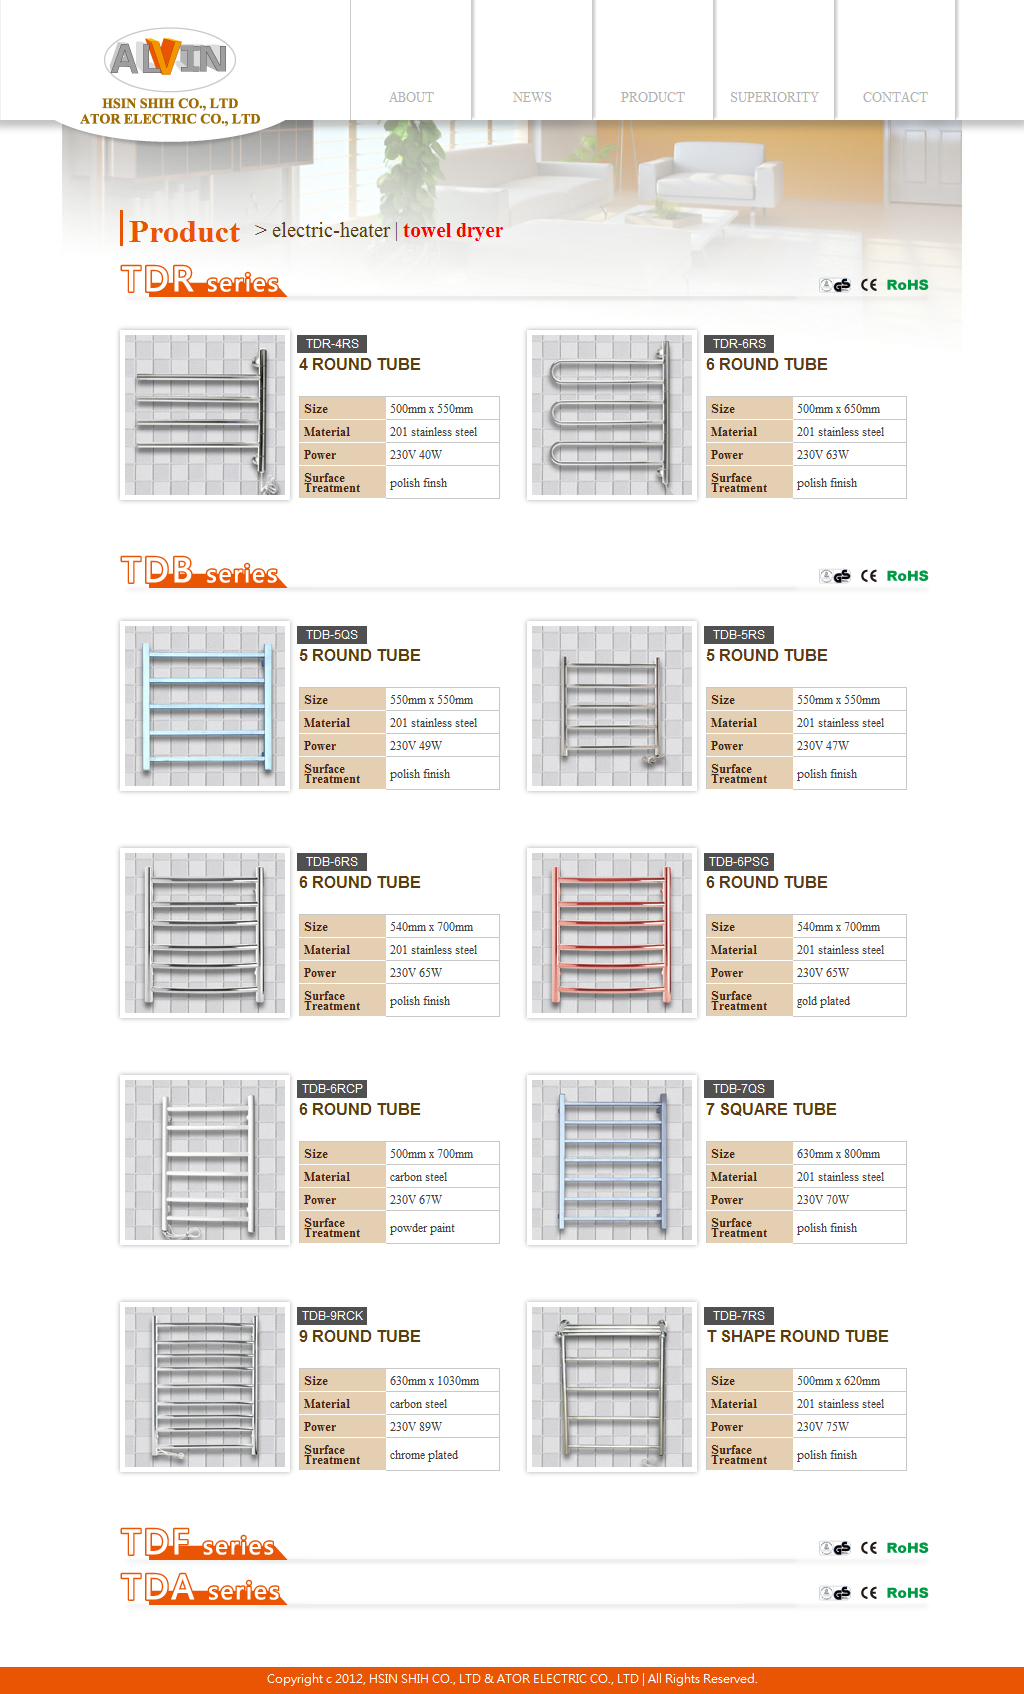 ALVIN
HSIN SHIH CO., LTD
ATOR ELECTRIC CO., LTD
ABOUT NEWS PRODUCT SUPERIORITY CONTACT
Product > electric-heater | towel dryer
TDR series GS CE RoHS
TDR-4RS
4 ROUND TUBE
Size 500mm x 550mm
Material 201 stainless steel
Power 230V 40W
Surface Treatment polish finsh
TDR-6RS
6 ROUND TUBE
Size 500mm x 650mm
Material 201 stainless steel
Power 230V 63W
Surface Treatment polish finish
TDB series GS CE RoHS
TDB-5QS
5 ROUND TUBE
Size 550mm x 550mm
Material 201 stainless steel
Power 230V 49W
Surface Treatment polish finish
TDB-5RS
5 ROUND TUBE
Size 550mm x 550mm
Material 201 stainless steel
Power 230V 47W
Surface Treatment polish finish
TDB-6RS
6 ROUND TUBE
Size 540mm x 700mm
Material 201 stainless steel
Power 230V 65W
Surface Treatment polish finish
TDB-6PSG
6 ROUND TUBE
Size 540mm x 700mm
Material 201 stainless steel
Power 230V 65W
Surface Treatment gold plated
TDB-6RCP
6 ROUND TUBE
Size 500mm x 700mm
Material carbon steel
Power 230V 67W
Surface Treatment powder paint
TDB-7QS
7 SQUARE TUBE
Size 630mm x 800mm
Material 201 stainless steel
Power 230V 70W
Surface Treatment polish finish
TDB-9RCK
9 ROUND TUBE
Size 630mm x 1030mm
Material carbon steel
Power 230V 89W
Surface Treatment chrome plated
TDB-7RS
T SHAPE ROUND TUBE
Size 500mm x 620mm
Material 201 stainless steel
Power 230V 75W
Surface Treatment polish finish
TDF series GS CE RoHS
TDA series GS CE RoHS
Copyright c 2012, HSIN SHIH CO., LTD & ATOR ELECTRIC CO., LTD | All Rights Reserved.